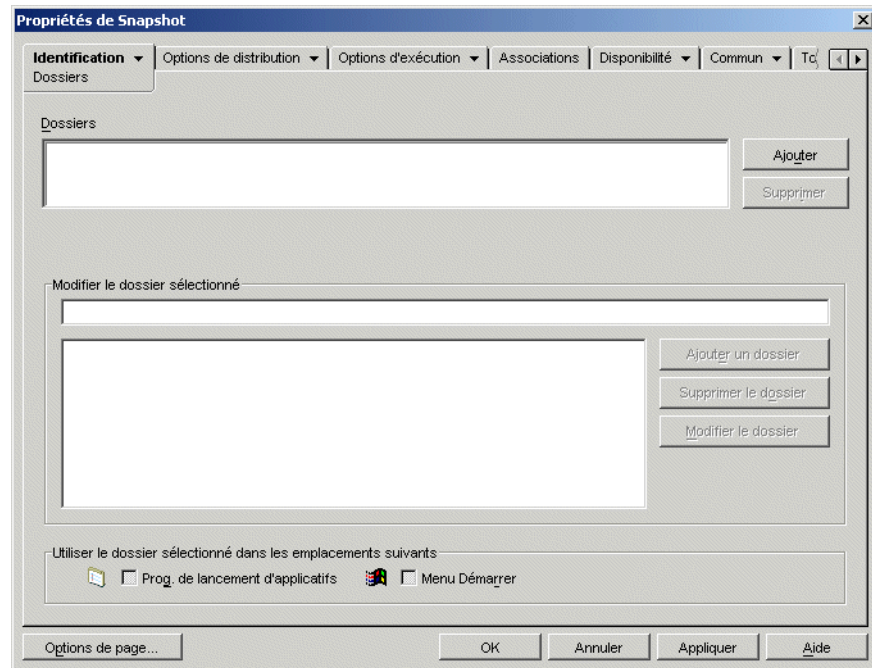 Propriétés de Snapshot
Identification Options de distribution Options d'exécution Associations Disponibilité Commun
Dossiers
Dossiers
Ajouter
Supprimer
Modifier le dossier sélectionné
Ajouter un dossier
Supprimer le dossier
Modifier le dossier
Utiliser le dossier sélectionné dans les emplacements suivants
Prog. de lancement d'applicatifs Menu Démarrer
Options de page... OK Annuler Appliquer Aide